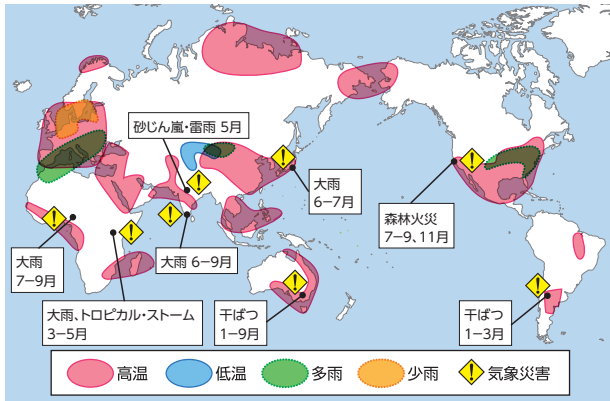 砂じん嵐・雷雨 5月
大雨
6−7月
森林火災
7−9、11月
大雨
7−9月
大雨 6−9月
大雨、トロピカル・ストーム
3−5月
干ばつ
1−9月
干ばつ
1−3月
高温
低温
多雨
少雨
気象災害